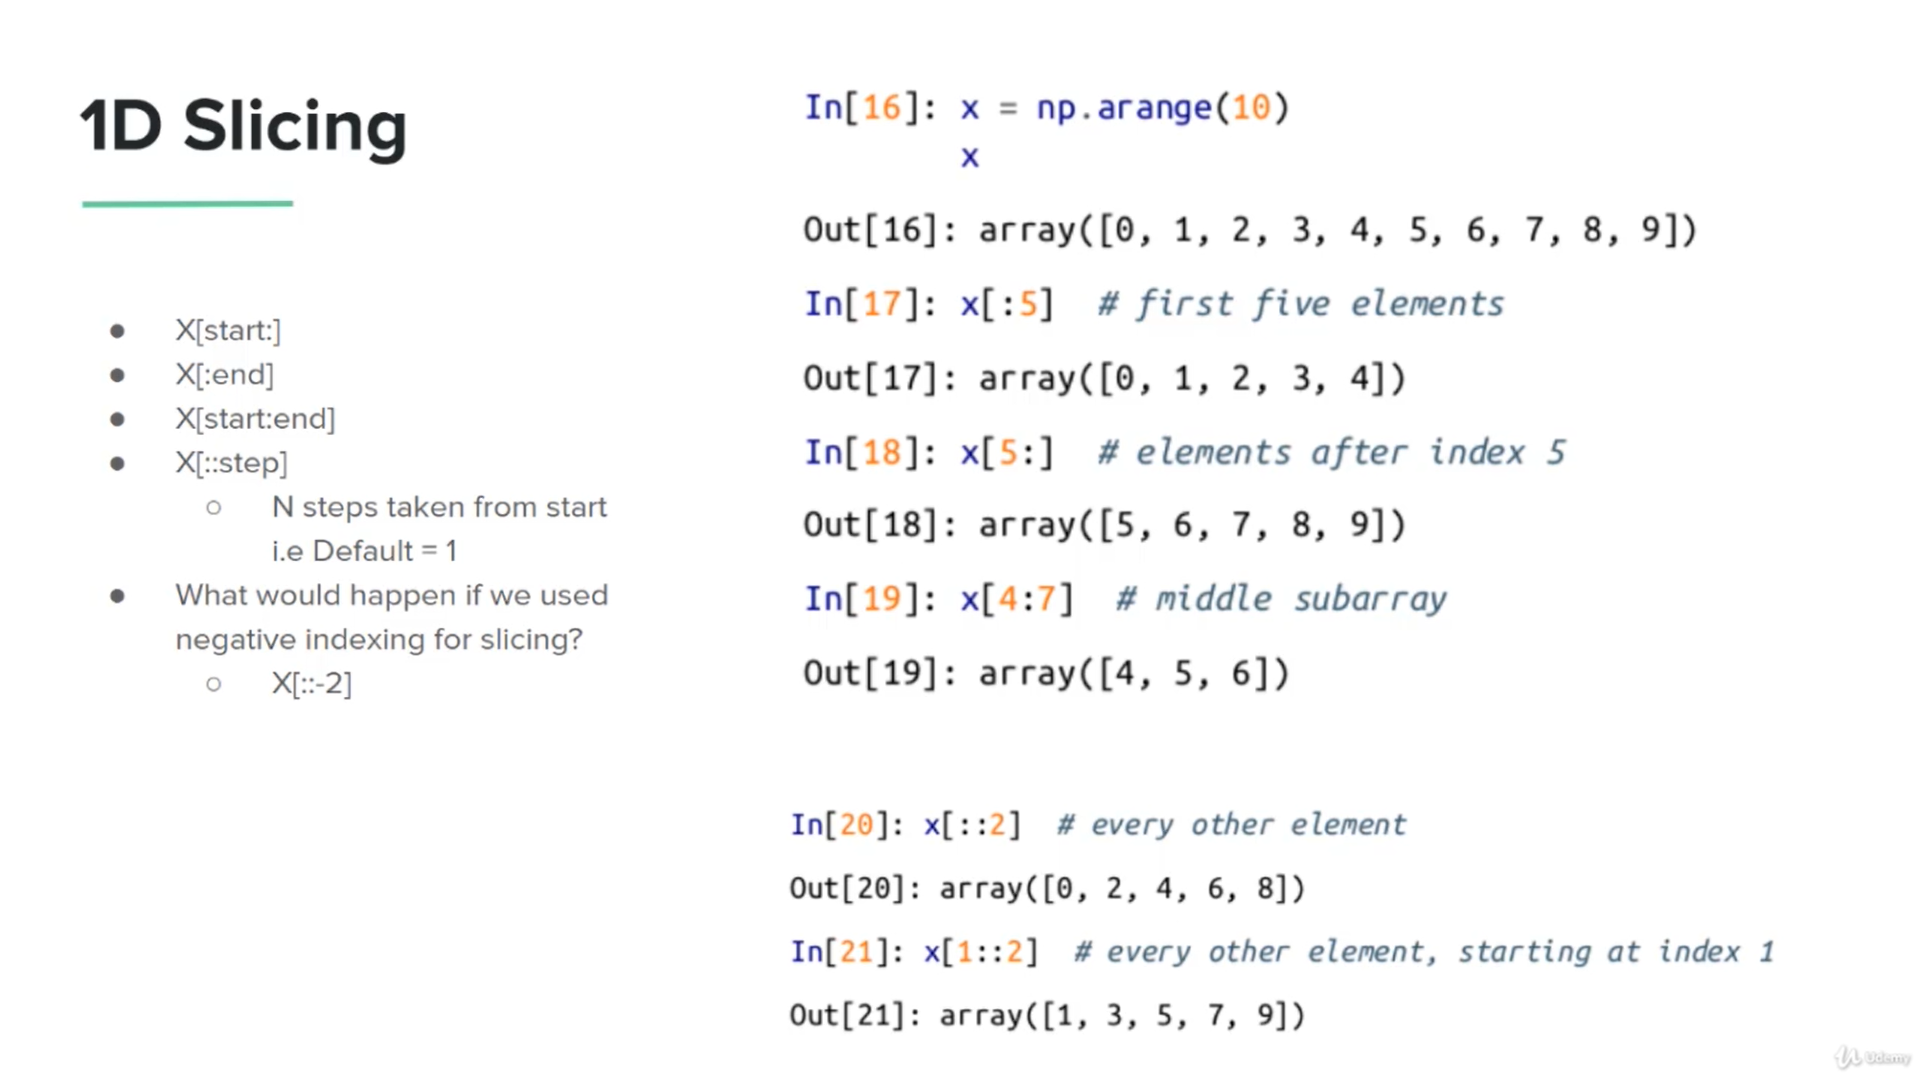 1D Slicing
X[start:]
X[:end]
X[start:end]
X[::step]
N steps taken from start
i.e Default = 1
What would happen if we used
negative indexing for slicing?
X[::-2]
In[16]: x = np.arange(10)
x
Out[16]: array([0, 1, 2, 3, 4, 5, 6, 7, 8, 9])
In[17]: x[:5] # first five elements
Out[17]: array([0, 1, 2, 3, 4])
In[18]: x[5:] # elements after index 5
Out[18]: array([5, 6, 7, 8, 9])
In[19]: x[4:7] # middle subarray
Out[19]: array([4, 5, 6])
In[20]: x[::2] # every other element
Out[20]: array([0, 2, 4, 6, 8])
In[21]: x[1::2] # every other element, starting at index 1
Out[21]: array([1, 3, 5, 7, 9])
Udemy